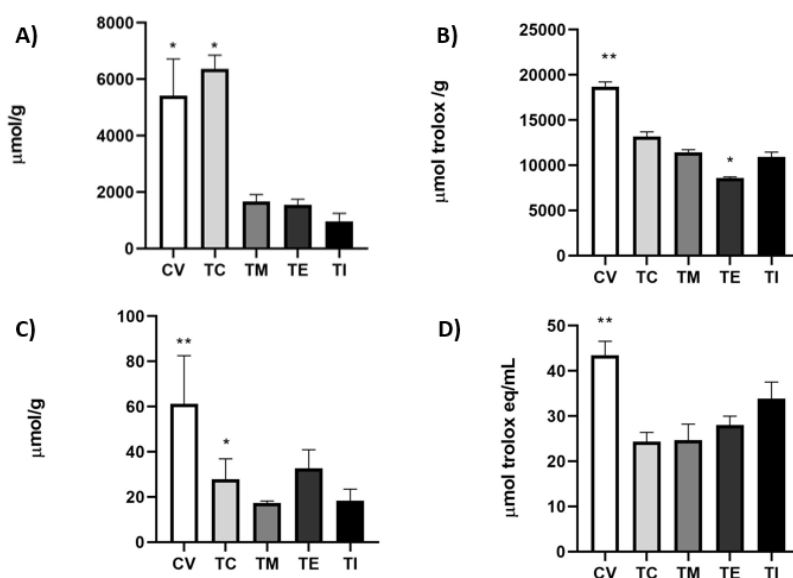 A)
μmol/g
8000
6000
4000
2000
0
* *
CV TC TM TE TI
B)
μmol trolox /g
25000
20000
15000
10000
5000
0
** *
CV TC TM TE TI
C)
μmol/g
100
80
60
40
20
0
** *
CV TC TM TE TI
D)
μmol trolox eq/mL
50
40
30
20
10
0
**
CV TC TM TE TI